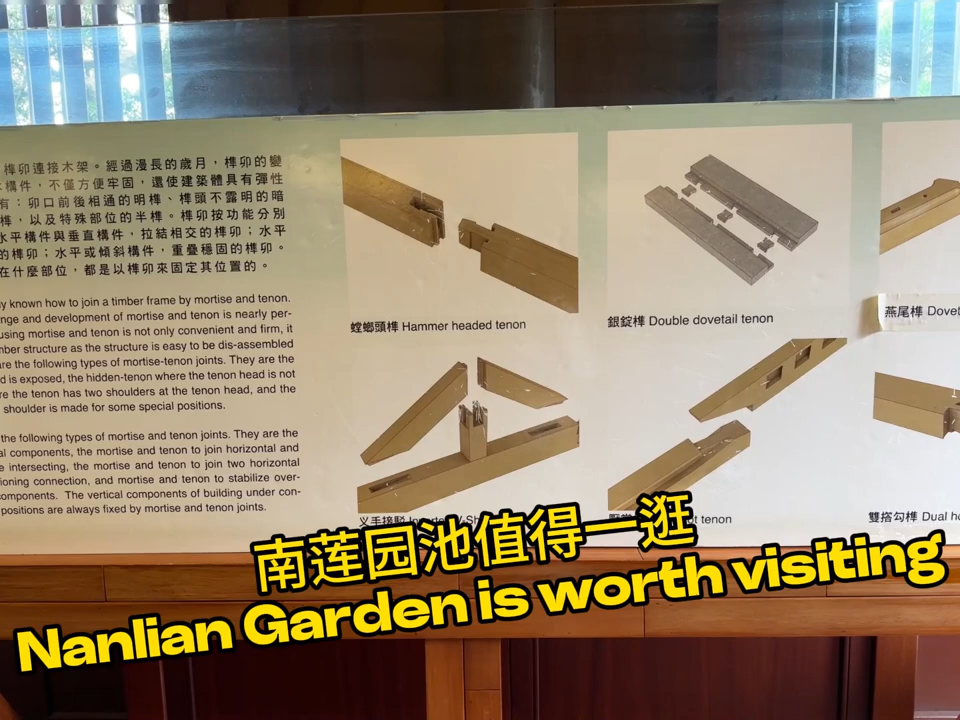 榫卯連接木架。經過漫長的歲月，榫卯的變
構件，不僅方便牢固，還使建築體具有彈性
有：卯口前後相通的明榫、榫頭不露明的暗
榫，以及特殊部位的半榫。榫卯按功能分別
水平構件與垂直構件，拉結相交的榫卯；水平
的榫卯；水平或傾斜構件，重疊穩固的榫卯。
在什麼部位，都是以榫卯來固定其位置的。
y known how to join a timber frame by mortise and tenon.
nge and development of mortise and tenon is nearly per-
using mortise and tenon is not only convenient and firm, it
mber structure as the structure is easy to be dis-assembled
are the following types of mortise-tenon joints. They are the
d is exposed, the hidden-tenon where the tenon head is not
re the tenon has two shoulders at the tenon head, and the
shoulder is made for some special positions.
the following types of mortise and tenon joints. They are the
al components, the mortise and tenon to join horizontal and
e intersecting, the mortise and tenon to join two horizontal
ioning connection, and mortise and tenon to stabilize over-
components. The vertical components of building under con-
positions are always fixed by mortise and tenon joints.
螳螂頭榫 Hammer headed tenon
銀錠榫 Double dovetail tenon
燕尾榫 Dovet
义手接駁
tenon
雙搭勾榫 Dual ho
南莲园池值得一逛
Nanlian Garden is worth visiting